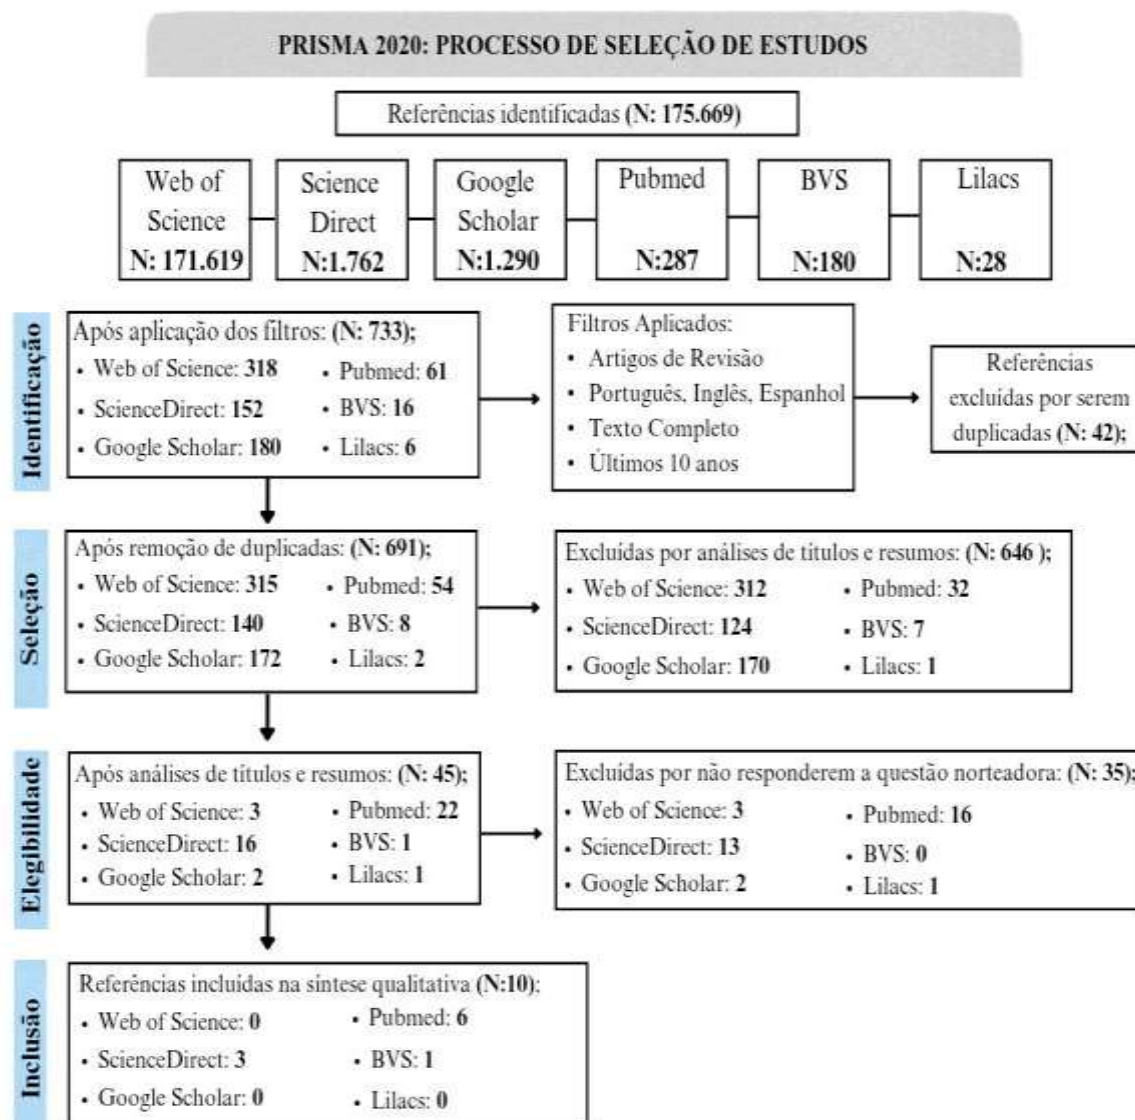 PRISMA 2020: PROCESSO DE SELEÇÃO DE ESTUDOS
Referências identificadas (N: 175.669)
Web of
Science
N: 171.619
Science
Direct
N:1.762
Google
Scholar
N:1.290
Pubmed
N:287
BVS
N:180
Lilacs
N:28
Identificação
Após aplicação dos filtros: (N: 733);
• Web of Science: 318
• ScienceDirect: 152
• Google Scholar: 180
• Pubmed: 61
• BVS: 16
• Lilacs: 6
Filtros Aplicados:
• Artigos de Revisão
• Português, Inglês, Espanhol
• Texto Completo
• Últimos 10 anos
Referências
excluídas por serem
duplicadas (N: 42);
Seleção
Após remoção de duplicadas: (N: 691);
• Web of Science: 315
• ScienceDirect: 140
• Google Scholar: 172
• Pubmed: 54
• BVS: 8
• Lilacs: 2
Excluídas por análises de títulos e resumos: (N: 646 );
• Web of Science: 312
• ScienceDirect: 124
• Google Scholar: 170
• Pubmed: 32
• BVS: 7
• Lilacs: 1
Elegibilidade
Após análises de títulos e resumos: (N: 45);
• Web of Science: 3
• ScienceDirect: 16
• Google Scholar: 2
• Pubmed: 22
• BVS: 1
• Lilacs: 1
Excluídas por não responderem a questão norteadora: (N: 35);
• Web of Science: 3
• ScienceDirect: 13
• Google Scholar: 2
• Pubmed: 16
• BVS: 0
• Lilacs: 1
Inclusão
Referências incluídas na síntese qualitativa (N:10);
• Web of Science: 0
• ScienceDirect: 3
• Google Scholar: 0
• Pubmed: 6
• BVS: 1
• Lilacs: 0